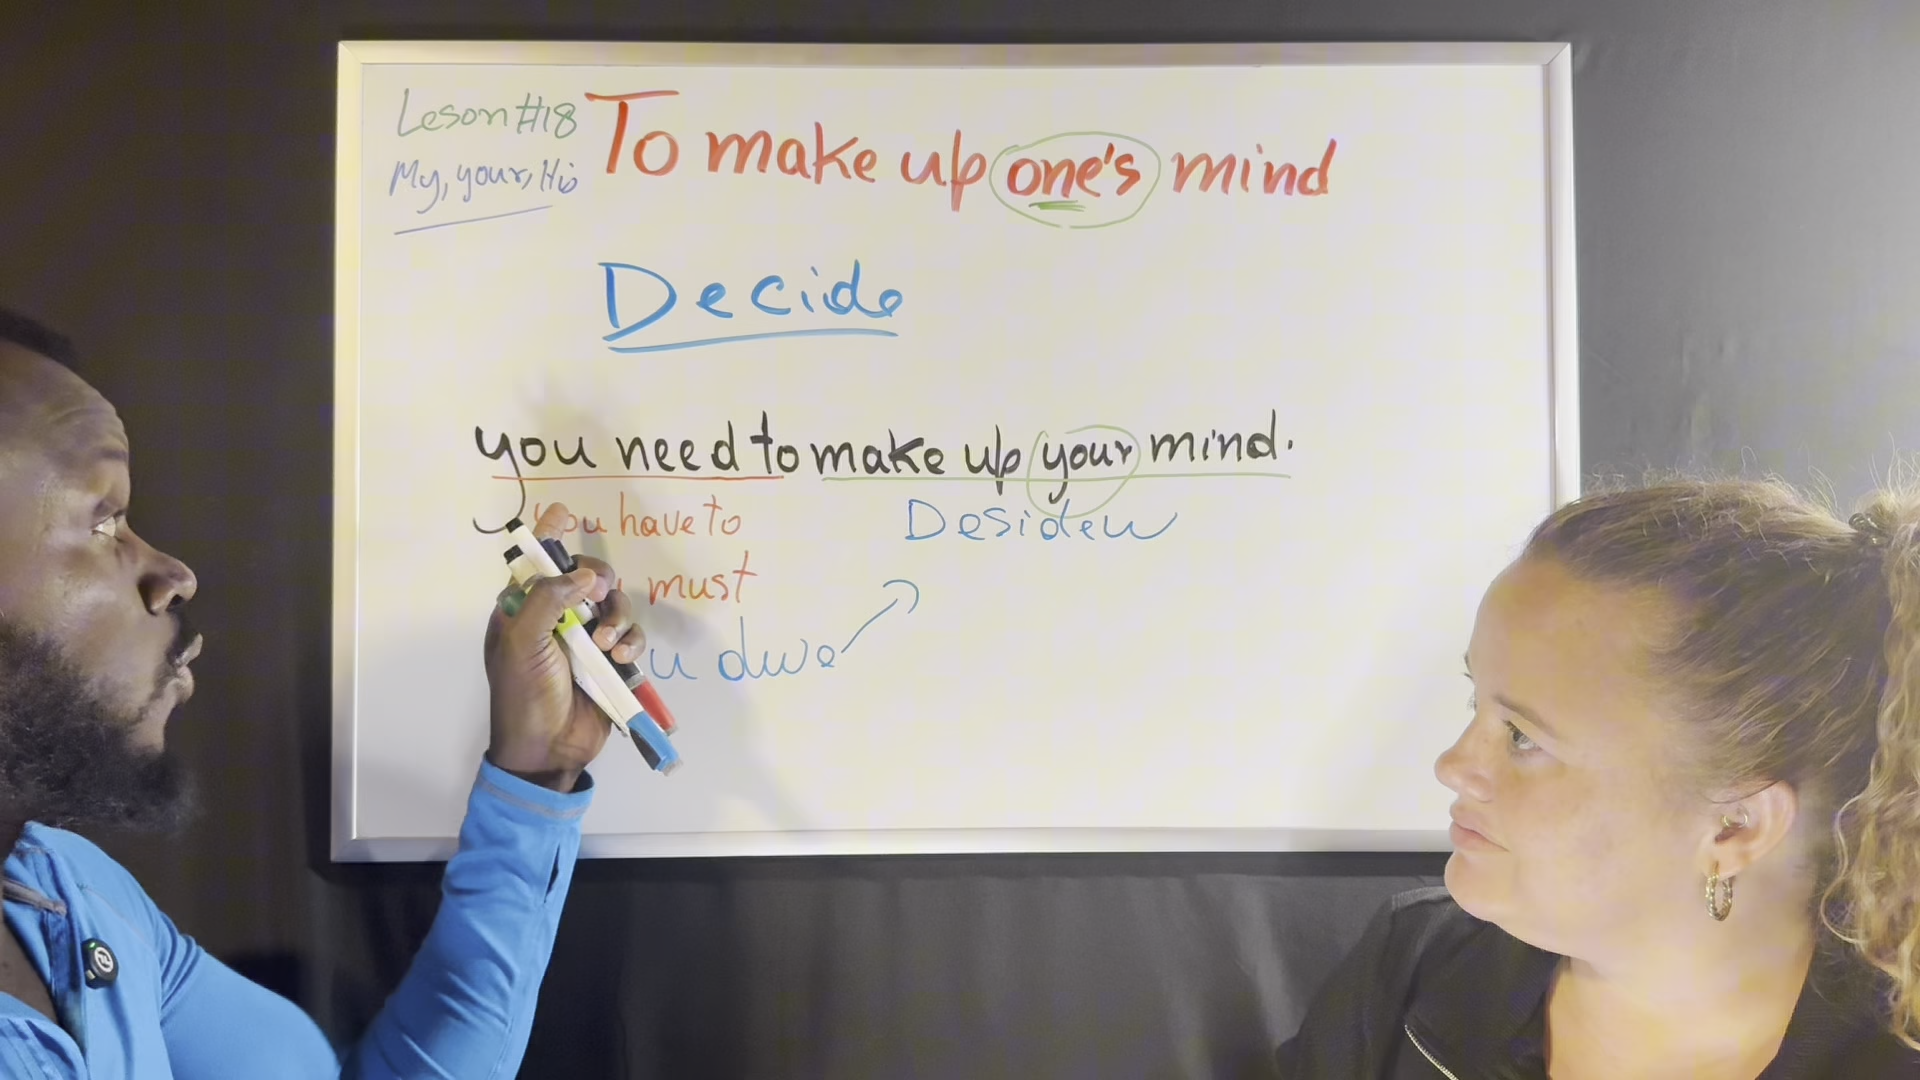 Leson #18 To make up one's mind
My, your, His
Decide
you need to make up your mind.
you have to Desidew
must
u dwe